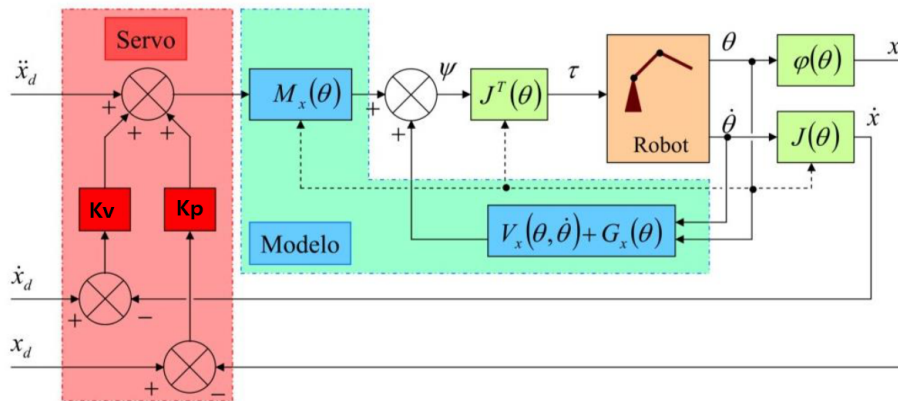 Servo
ẍ_d
+
+
+
M_x(θ)
+
+
ψ
J^T(θ)
τ
Robot
θ
φ(θ)
x
θ̇
J(θ)
ẋ
Kv
Kp
Modelo
V_x(θ,θ̇)+G_x(θ)
ẋ_d
+
−
x_d
+
−